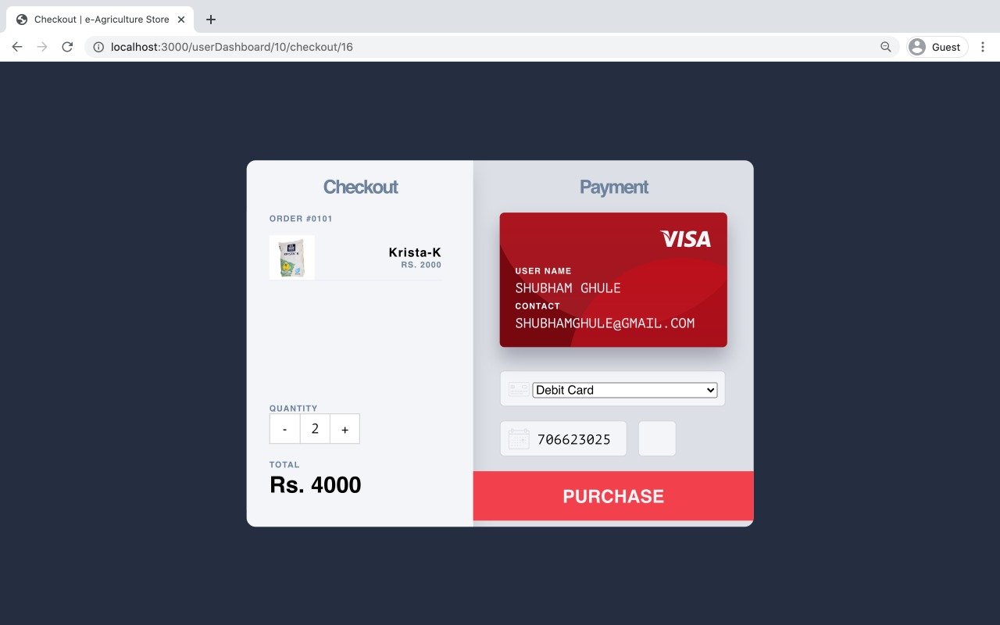 Checkout | e-Agriculture Store
localhost:3000/userDashboard/10/checkout/16
Guest
Checkout
ORDER #0101
KRISTA K
Krista-K
RS. 2000
QUANTITY
- 2 +
TOTAL
Rs. 4000
Payment
VISA
USER NAME
SHUBHAM GHULE
CONTACT
SHUBHAMGHULE@GMAIL.COM
Debit Card
706623025
PURCHASE